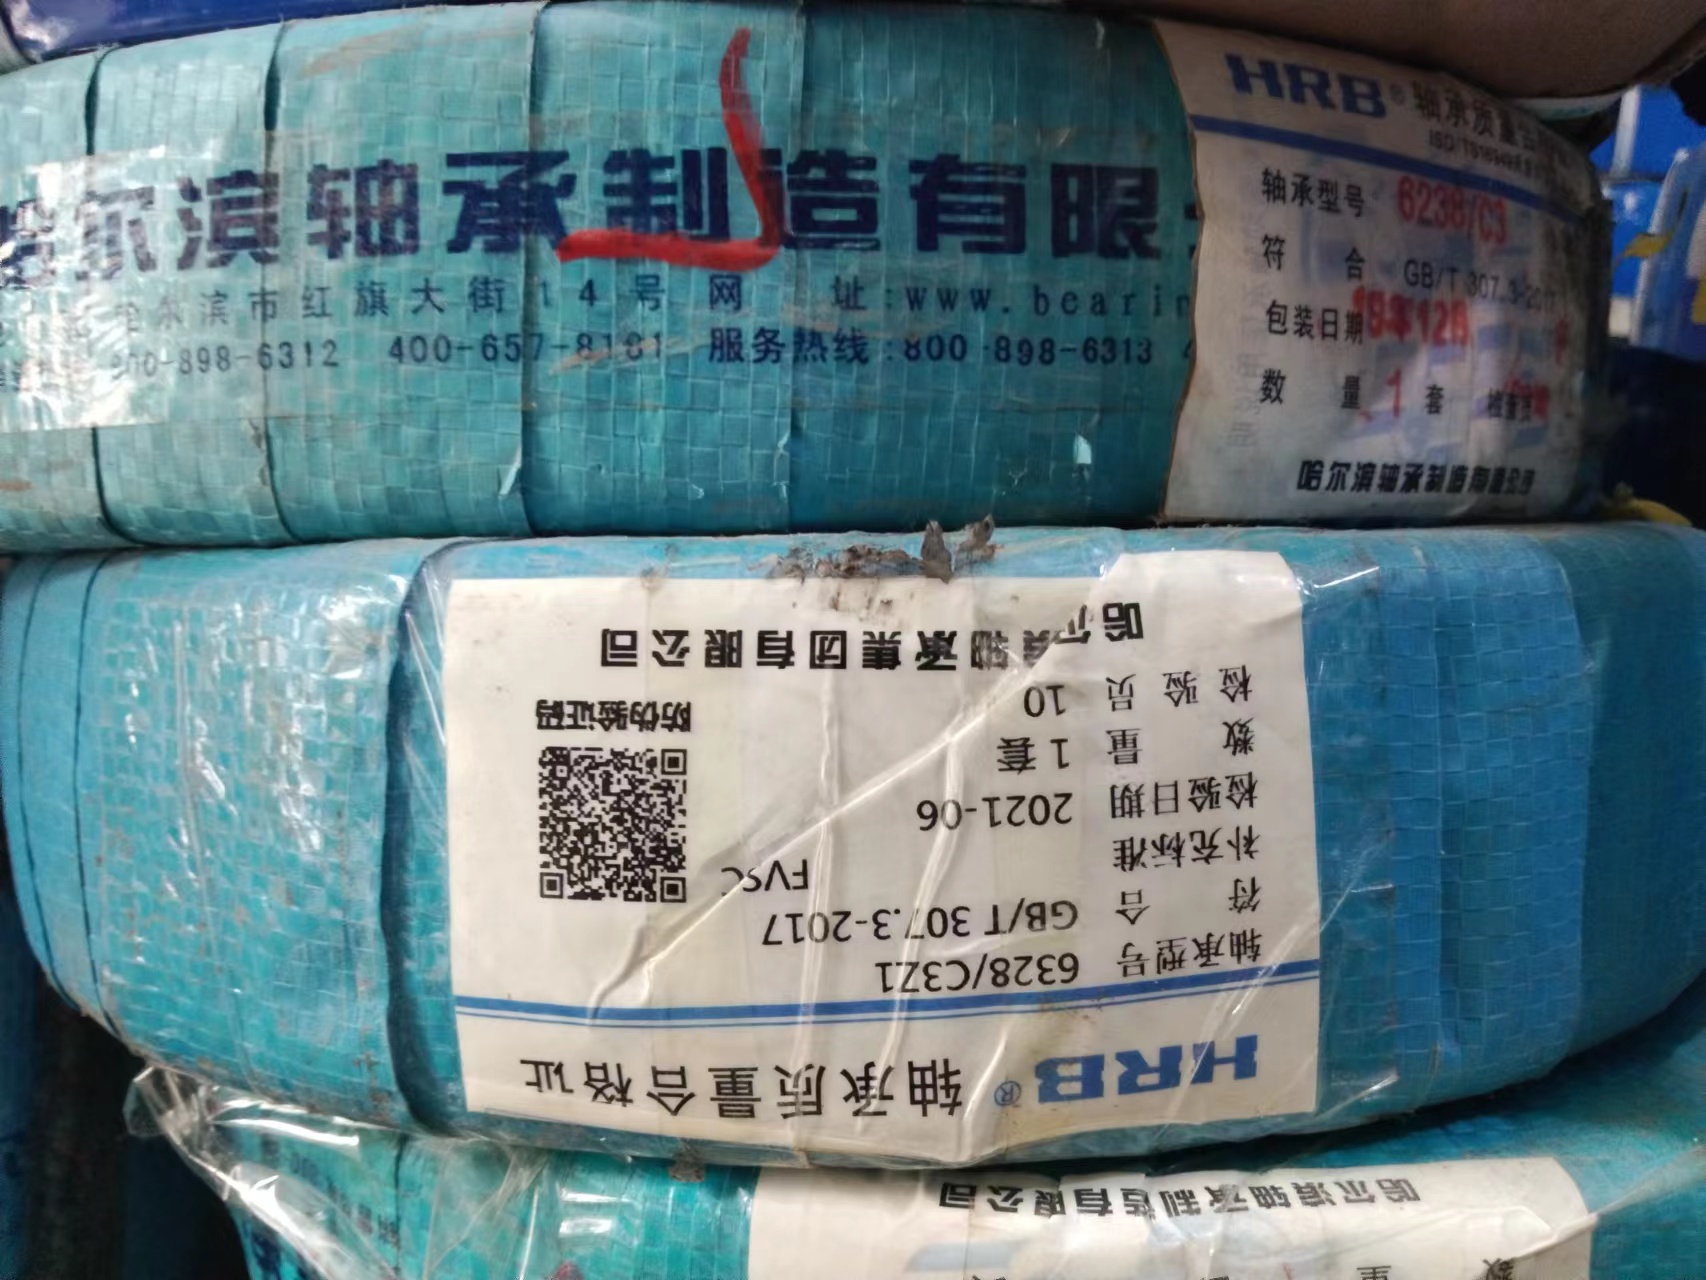 哈尔滨轴承制造有限
哈尔滨市红旗大街14号 网 址:www.bearin
800-898-6312 400-657-8181 服务热线:800-898-6313
HRB® 轴承质量合
轴承型号 6238/C3
符 合 GB/T 307.3-2017
包装日期
数 量 1 套
哈尔滨轴承制造有限公司
HRB® 轴承质量合格证
轴承型号 6328/C3Z1
符 合 GB/T 307.3-2017
补充标准 FVSC
检验日期 2021-06
数 量 1 套
检 验 员 10
防伪验证码
哈尔滨轴承集团有限公司
哈尔滨轴承制造有限公司
数 量